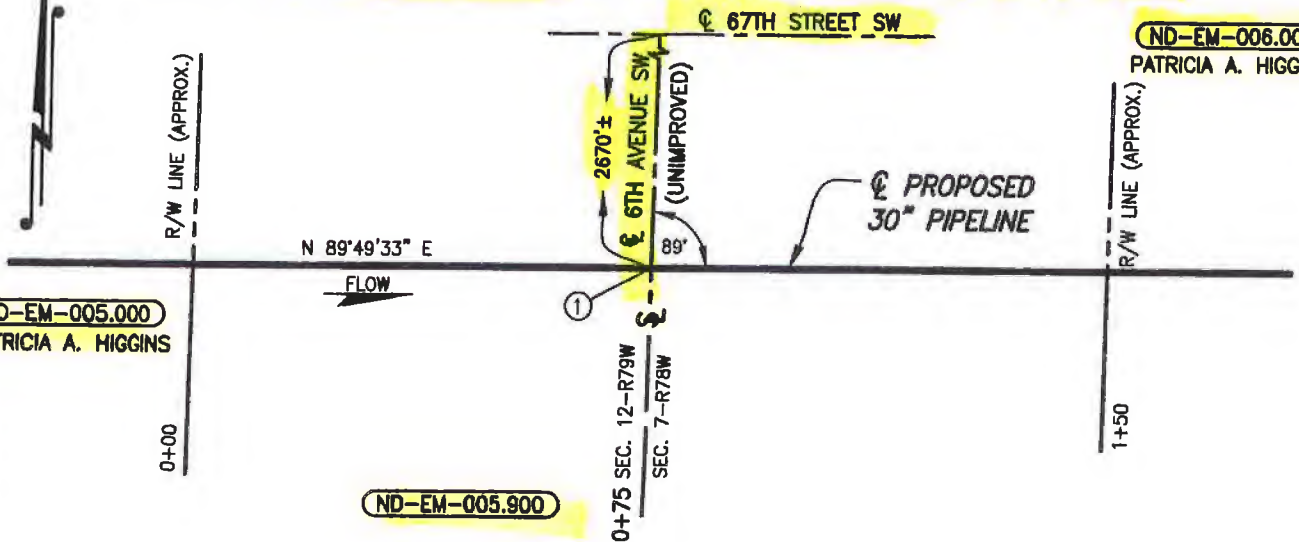 ℄ 67TH STREET SW
ND-EM-006.00
PATRICIA A. HIGG
R/W LINE (APPROX.)
2670'±
℄ 6TH AVENUE SW
(UNIMPROVED)
R/W LINE (APPROX.)
℄ PROPOSED
30" PIPELINE
N 89°49'33" E
89°
FLOW
1
D-EM-005.000
TRICIA A. HIGGINS
0+00
0+75 SEC. 12-R79W
SEC. 7-R78W
1+50
ND-EM-005.900